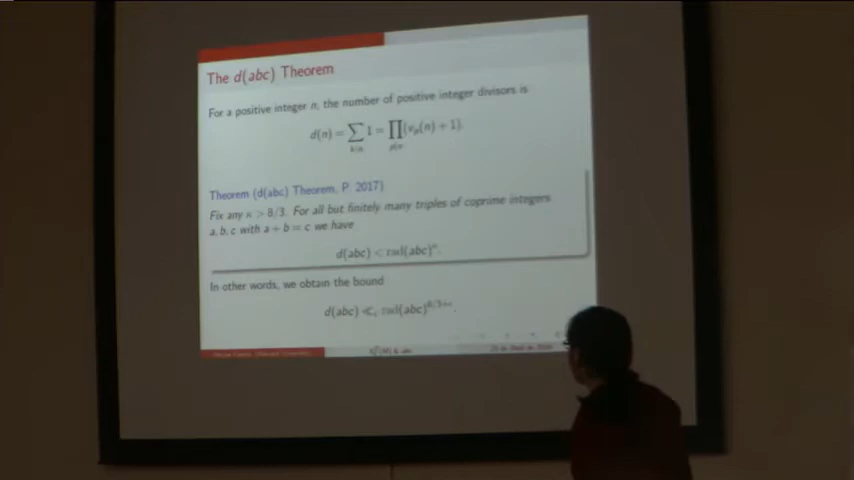 The d(abc) Theorem
For a positive integer n, the number of positive integer divisors is
d(n) = ∑ 1 = ∏ (vₚ(n) + 1).
k|n p|n
Theorem (d(abc) Theorem, P. 2017)
Fix any κ > 8/3. For all but finitely many triples of coprime integers
a, b, c with a + b = c we have
d(abc) < rad(abc)^κ.
In other words, we obtain the bound
d(abc) ≪ε rad(abc)^8/3+ε.